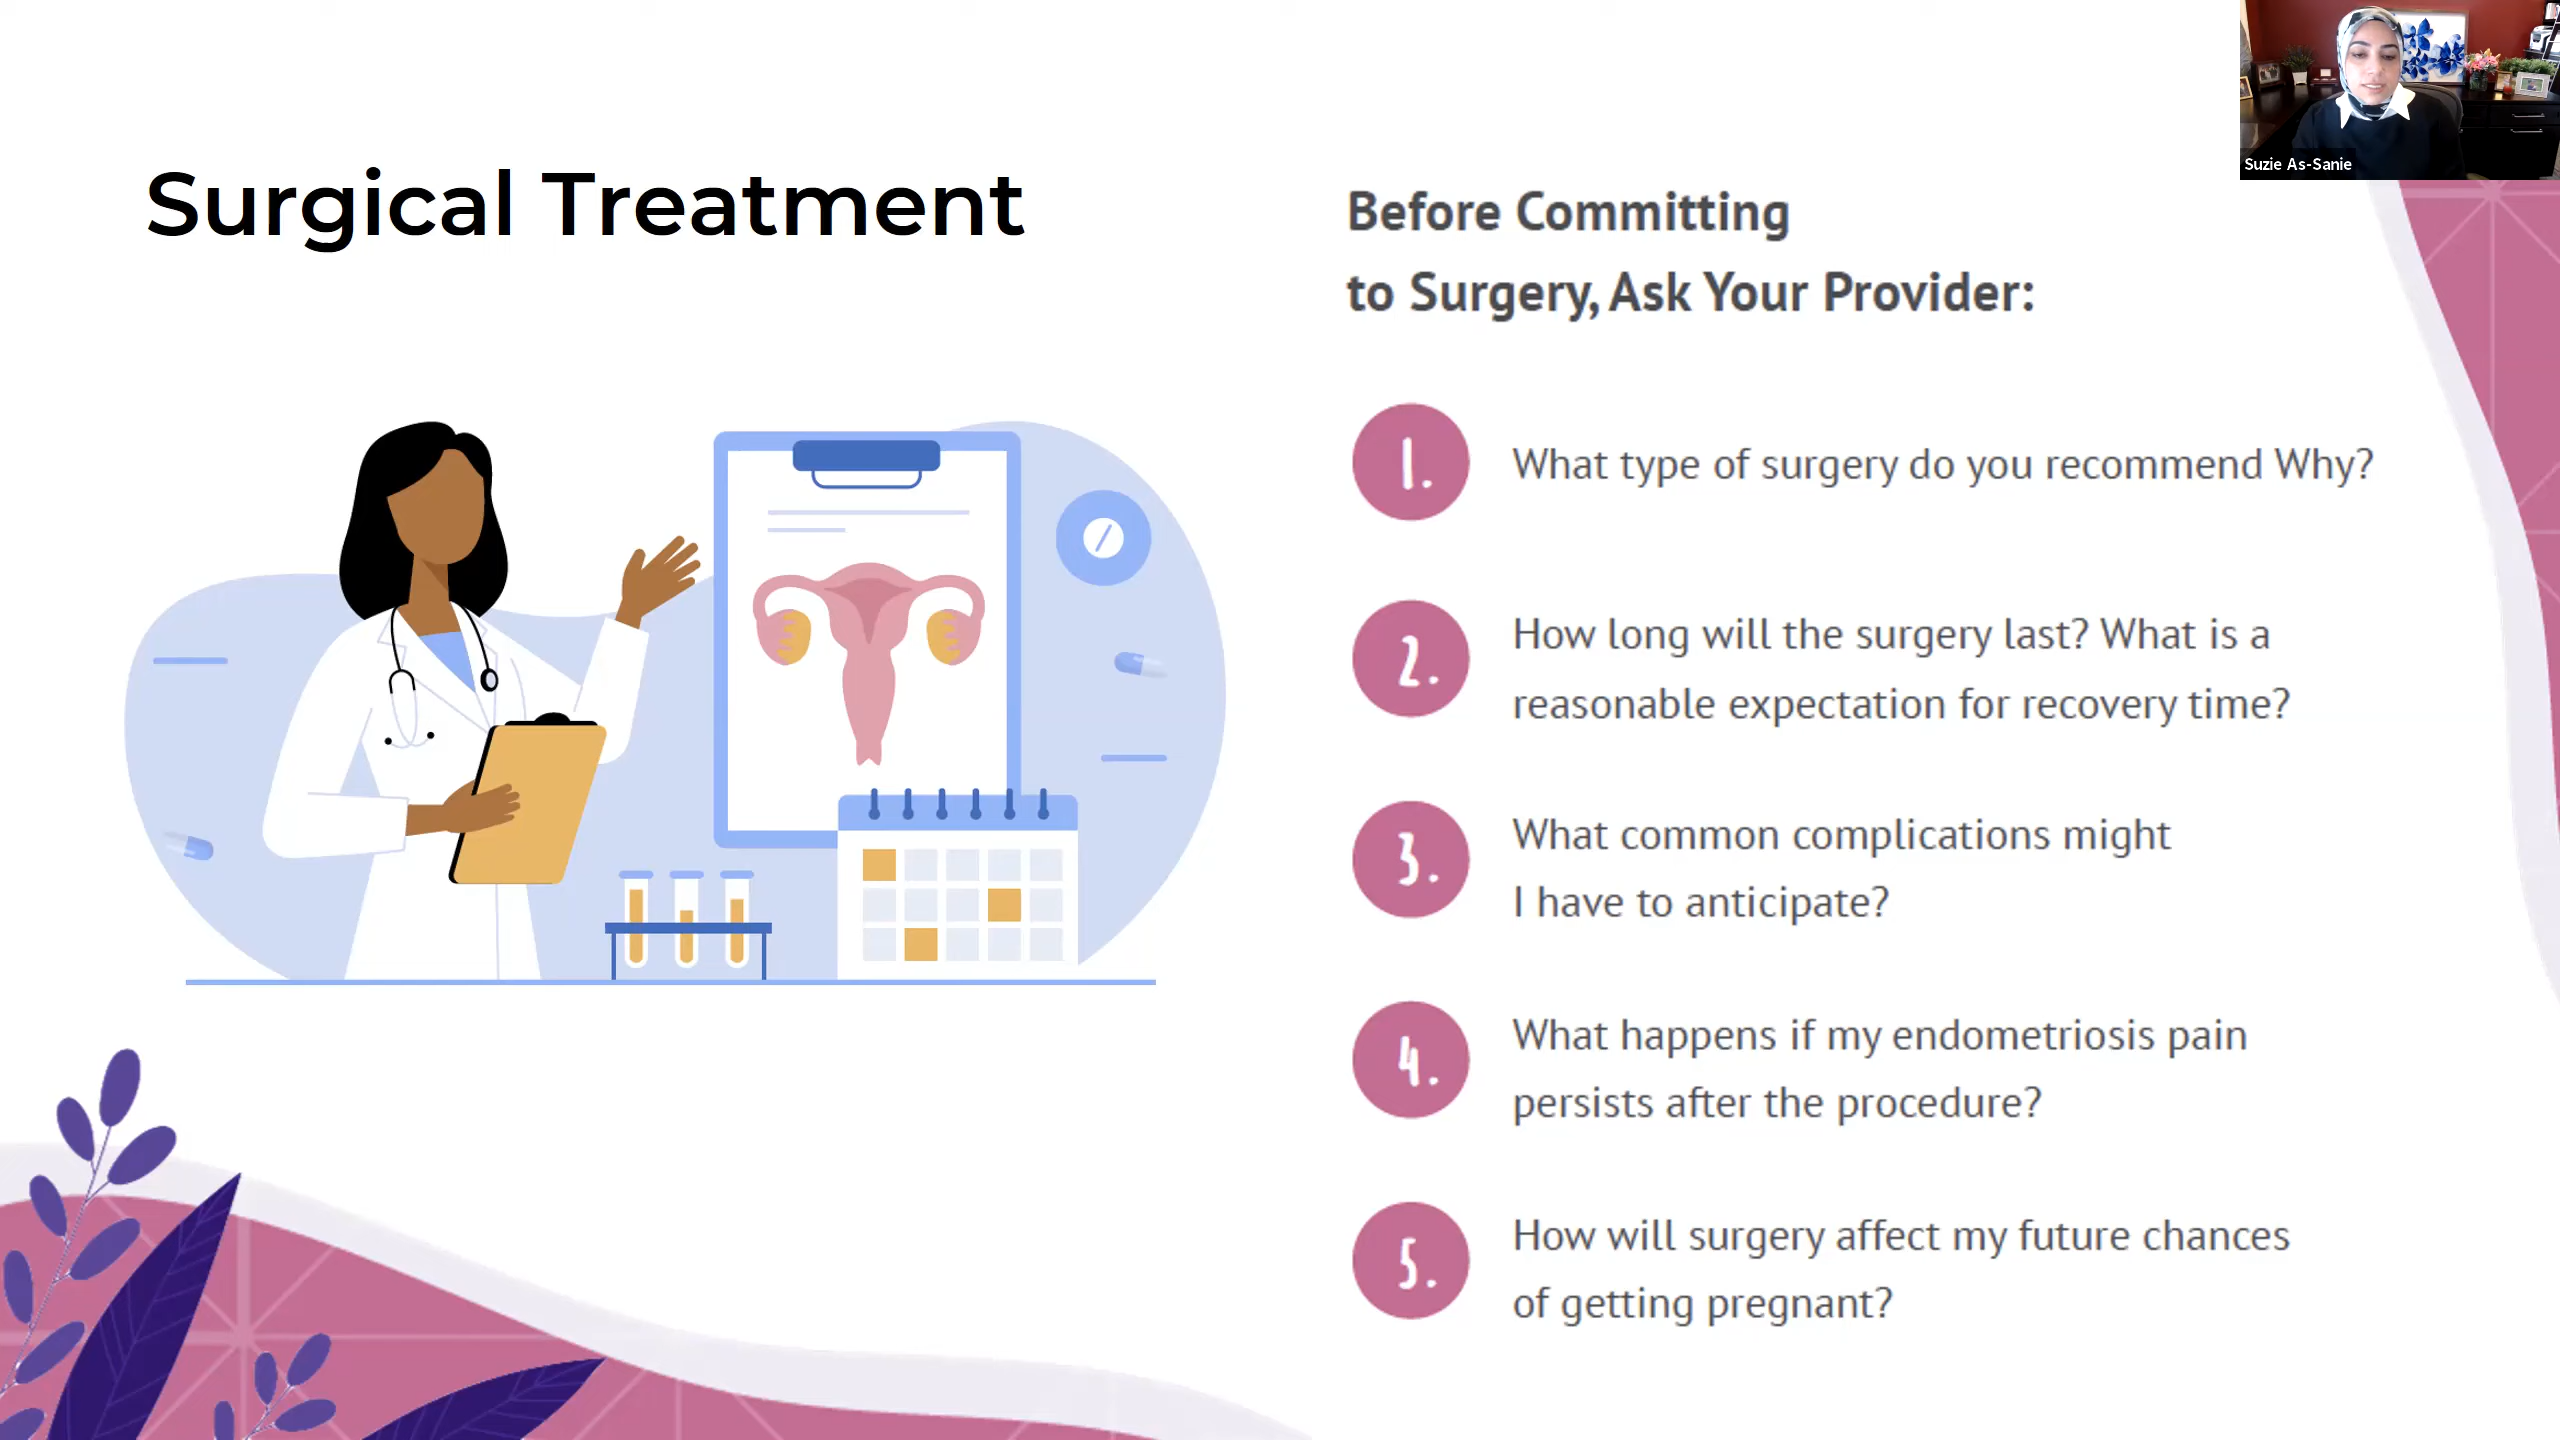 Suzie As-Sanie
Surgical Treatment
Before Committing
to Surgery, Ask Your Provider:
1. What type of surgery do you recommend Why?
2. How long will the surgery last? What is a
reasonable expectation for recovery time?
3. What common complications might
I have to anticipate?
4. What happens if my endometriosis pain
persists after the procedure?
5. How will surgery affect my future chances
of getting pregnant?